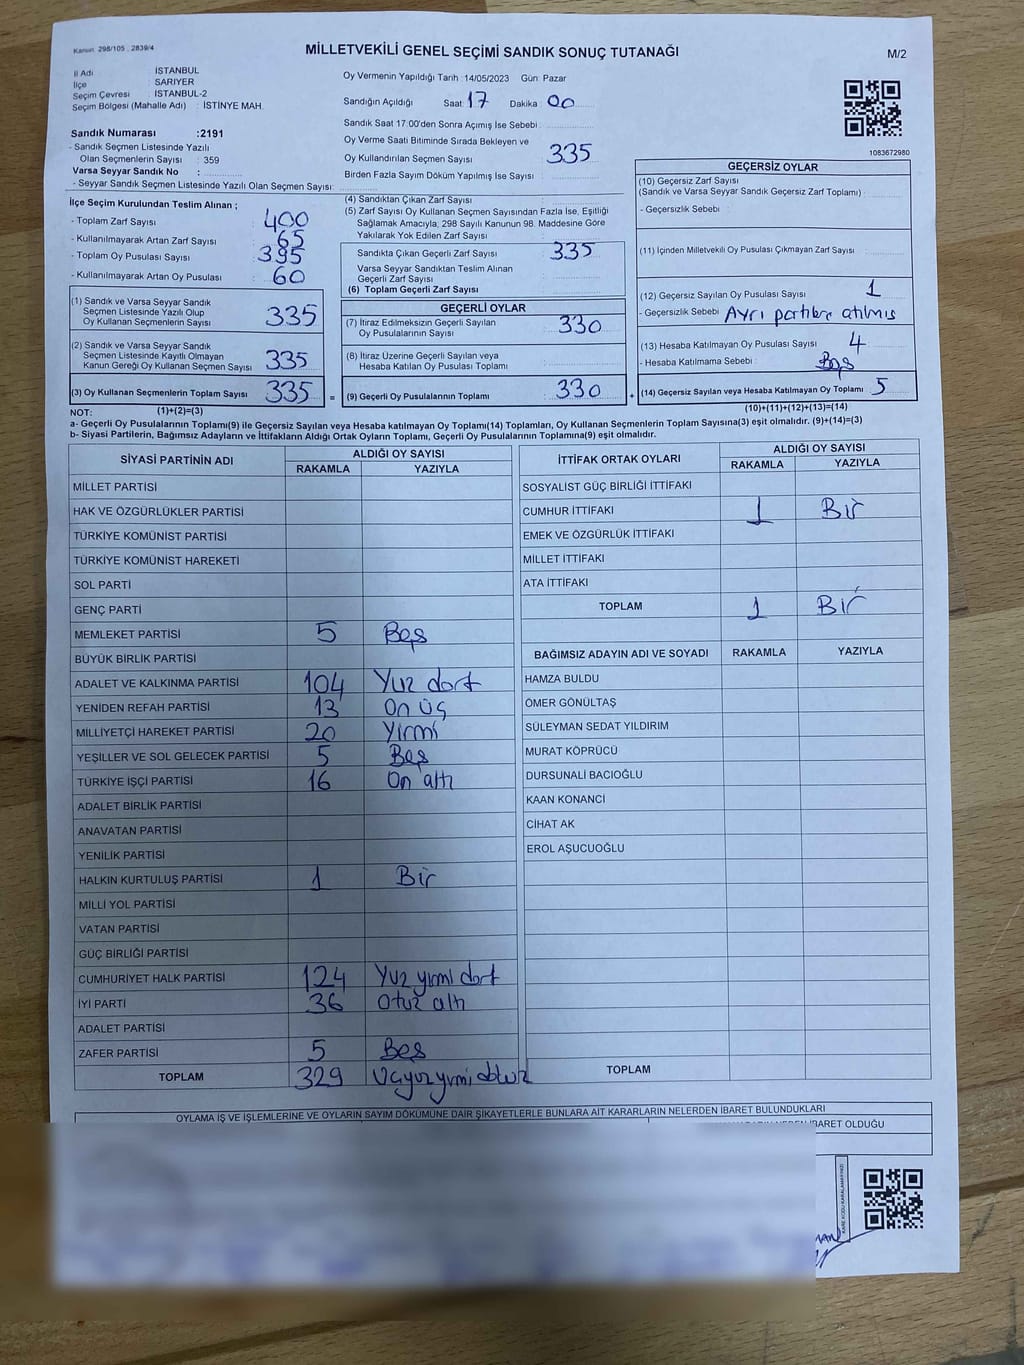 Kanun: 298/105 , 2839/4
MİLLETVEKİLİ GENEL SEÇİMİ SANDIK SONUÇ TUTANAĞI
M/2
İl Adı : İSTANBUL
İlçe : SARIYER
Seçim Çevresi : İSTANBUL-2
Seçim Bölgesi (Mahalle Adı) : İSTİNYE MAH.
Sandık Numarası :2191
- Sandık Seçmen Listesinde Yazılı
Olan Seçmenlerin Sayısı : 359
Varsa Seyyar Sandık No :
- Seyyar Sandık Seçmen Listesinde Yazılı Olan Seçmen Sayısı:
Oy Vermenin Yapıldığı Tarih :14/05/2023 Gün: Pazar
Sandığın Açıldığı Saat 17 Dakika 00
Sandık Saat 17:00'den Sonra Açımış İse Sebebi :
Oy Verme Saati Bitiminde Sırada Bekleyen ve
Oy Kullandırılan Seçmen Sayısı : 335
Birden Fazla Sayım Döküm Yapılmış İse Sayısı :
1083672980
İlçe Seçim Kurulundan Teslim Alınan ;
- Toplam Zarf Sayısı : 400
- Kullanılmayarak Artan Zarf Sayısı : 65
- Toplam Oy Pusulası Sayısı : 395
- Kullanılmayarak Artan Oy Pusulası : 60
(1) Sandık ve Varsa Seyyar Sandık
Seçmen Listesinde Yazılı Olup
Oy Kullanan Seçmenlerin Sayısı 335
(2) Sandık ve Varsa Seyyar Sandık
Seçmen Listesinde Kayıtlı Olmayan
Kanun Gereği Oy Kullanan Seçmen Sayısı 335
(3) Oy Kullanan Seçmenlerin Toplam Sayısı 335 =
(4) Sandıktan Çıkan Zarf Sayısı :
(5) Zarf Sayısı Oy Kullanan Seçmen Sayısından Fazla İse, Eşitliği
Sağlamak Amacıyla; 298 Sayılı Kanunun 98. Maddesine Göre
Yakılarak Yok Edilen Zarf Sayısı :
Sandıkta Çıkan Geçerli Zarf Sayısı 335
Varsa Seyyar Sandıktan Teslim Alınan
Geçerli Zarf Sayısı
(6) Toplam Geçerli Zarf Sayısı
GEÇERLİ OYLAR
(7) İtiraz Edilmeksizin Geçerli Sayılan
Oy Pusulalarının Sayısı : 330
(8) İtiraz Üzerine Geçerli Sayılan veya
Hesaba Katılan Oy Pusulası Toplamı
(9) Geçerli Oy Pusulalarının Toplamı : 330 +
GEÇERSİZ OYLAR
(10) Geçersiz Zarf Sayısı
(Sandık ve Varsa Seyyar Sandık Geçersiz Zarf Toplamı) :
- Geçersizlik Sebebi :
(11) İçinden Milletvekili Oy Pusulası Çıkmayan Zarf Sayısı :
(12) Geçersiz Sayılan Oy Pusulası Sayısı : 1
- Geçersizlik Sebebi : Ayrı partilere atılmış
(13) Hesaba Katılmayan Oy Pusulası Sayısı : 4
- Hesaba Katılmama Sebebi : Boş
(14) Geçersiz Sayılan veya Hesaba Katılmayan Oy Toplamı : 5
NOT: (1)+(2)=(3)
(10)+(11)+(12)+(13)=(14)
a- Geçerli Oy Pusulalarının Toplamı(9) ile Geçersiz Sayılan veya Hesaba katılmayan Oy Toplamı(14) Toplamları, Oy Kullanan Seçmenlerin Toplam Sayısına(3) eşit olmalıdır. (9)+(14)=(3)
b- Siyasi Partilerin, Bağımsız Adayların ve İttifakların Aldığı Ortak Oyların Toplamı, Geçerli Oy Pusulalarının Toplamına(9) eşit olmalıdır.
SİYASİ PARTİNİN ADI ALDIĞI OY SAYISI
RAKAMLA YAZIYLA
MİLLET PARTİSİ
HAK VE ÖZGÜRLÜKLER PARTİSİ
TÜRKİYE KOMÜNİST PARTİSİ
TÜRKİYE KOMÜNİST HAREKETİ
SOL PARTİ
GENÇ PARTİ
MEMLEKET PARTİSİ 5 Beş
BÜYÜK BİRLİK PARTİSİ
ADALET VE KALKINMA PARTİSİ 104 Yuz dort
YENİDEN REFAH PARTİSİ 13 On üç
MİLLİYETÇİ HAREKET PARTİSİ 20 Yirmi
YEŞİLLER VE SOL GELECEK PARTİSİ 5 Beş
TÜRKİYE İŞÇİ PARTİSİ 16 On altı
ADALET BİRLİK PARTİSİ
ANAVATAN PARTİSİ
YENİLİK PARTİSİ
HALKIN KURTULUŞ PARTİSİ 1 Bir
MİLLİ YOL PARTİSİ
VATAN PARTİSİ
GÜÇ BİRLİĞİ PARTİSİ
CUMHURİYET HALK PARTİSİ 124 Yuz yirmi dort
İYİ PARTİ 36 Otuz altı
ADALET PARTİSİ
ZAFER PARTİSİ 5 Beş
TOPLAM 329
İTTİFAK ORTAK OYLARI ALDIĞI OY SAYISI
RAKAMLA YAZIYLA
SOSYALİST GÜÇ BİRLİĞİ İTTİFAKI
CUMHUR İTTİFAKI 1 Bir
EMEK VE ÖZGÜRLÜK İTTİFAKI
MİLLET İTTİFAKI
ATA İTTİFAKI
TOPLAM 1 Bir
BAĞIMSIZ ADAYIN ADI VE SOYADI RAKAMLA YAZIYLA
HAMZA BULDU
ÖMER GÖNÜLTAŞ
SÜLEYMAN SEDAT YILDIRIM
MURAT KÖPRÜCÜ
DURSUNALİ BACIOĞLU
KAAN KONANCİ
CİHAT AK
EROL AŞUCUOĞLU
TOPLAM
OYLAMA İŞ VE İŞLEMLERİNE VE OYLARIN SAYIM DÖKÜMÜNE DAİR ŞİKAYETLERLE BUNLARA AİT KARARLARIN NELERDEN İBARET BULUNDUKLARI
OLDUĞU